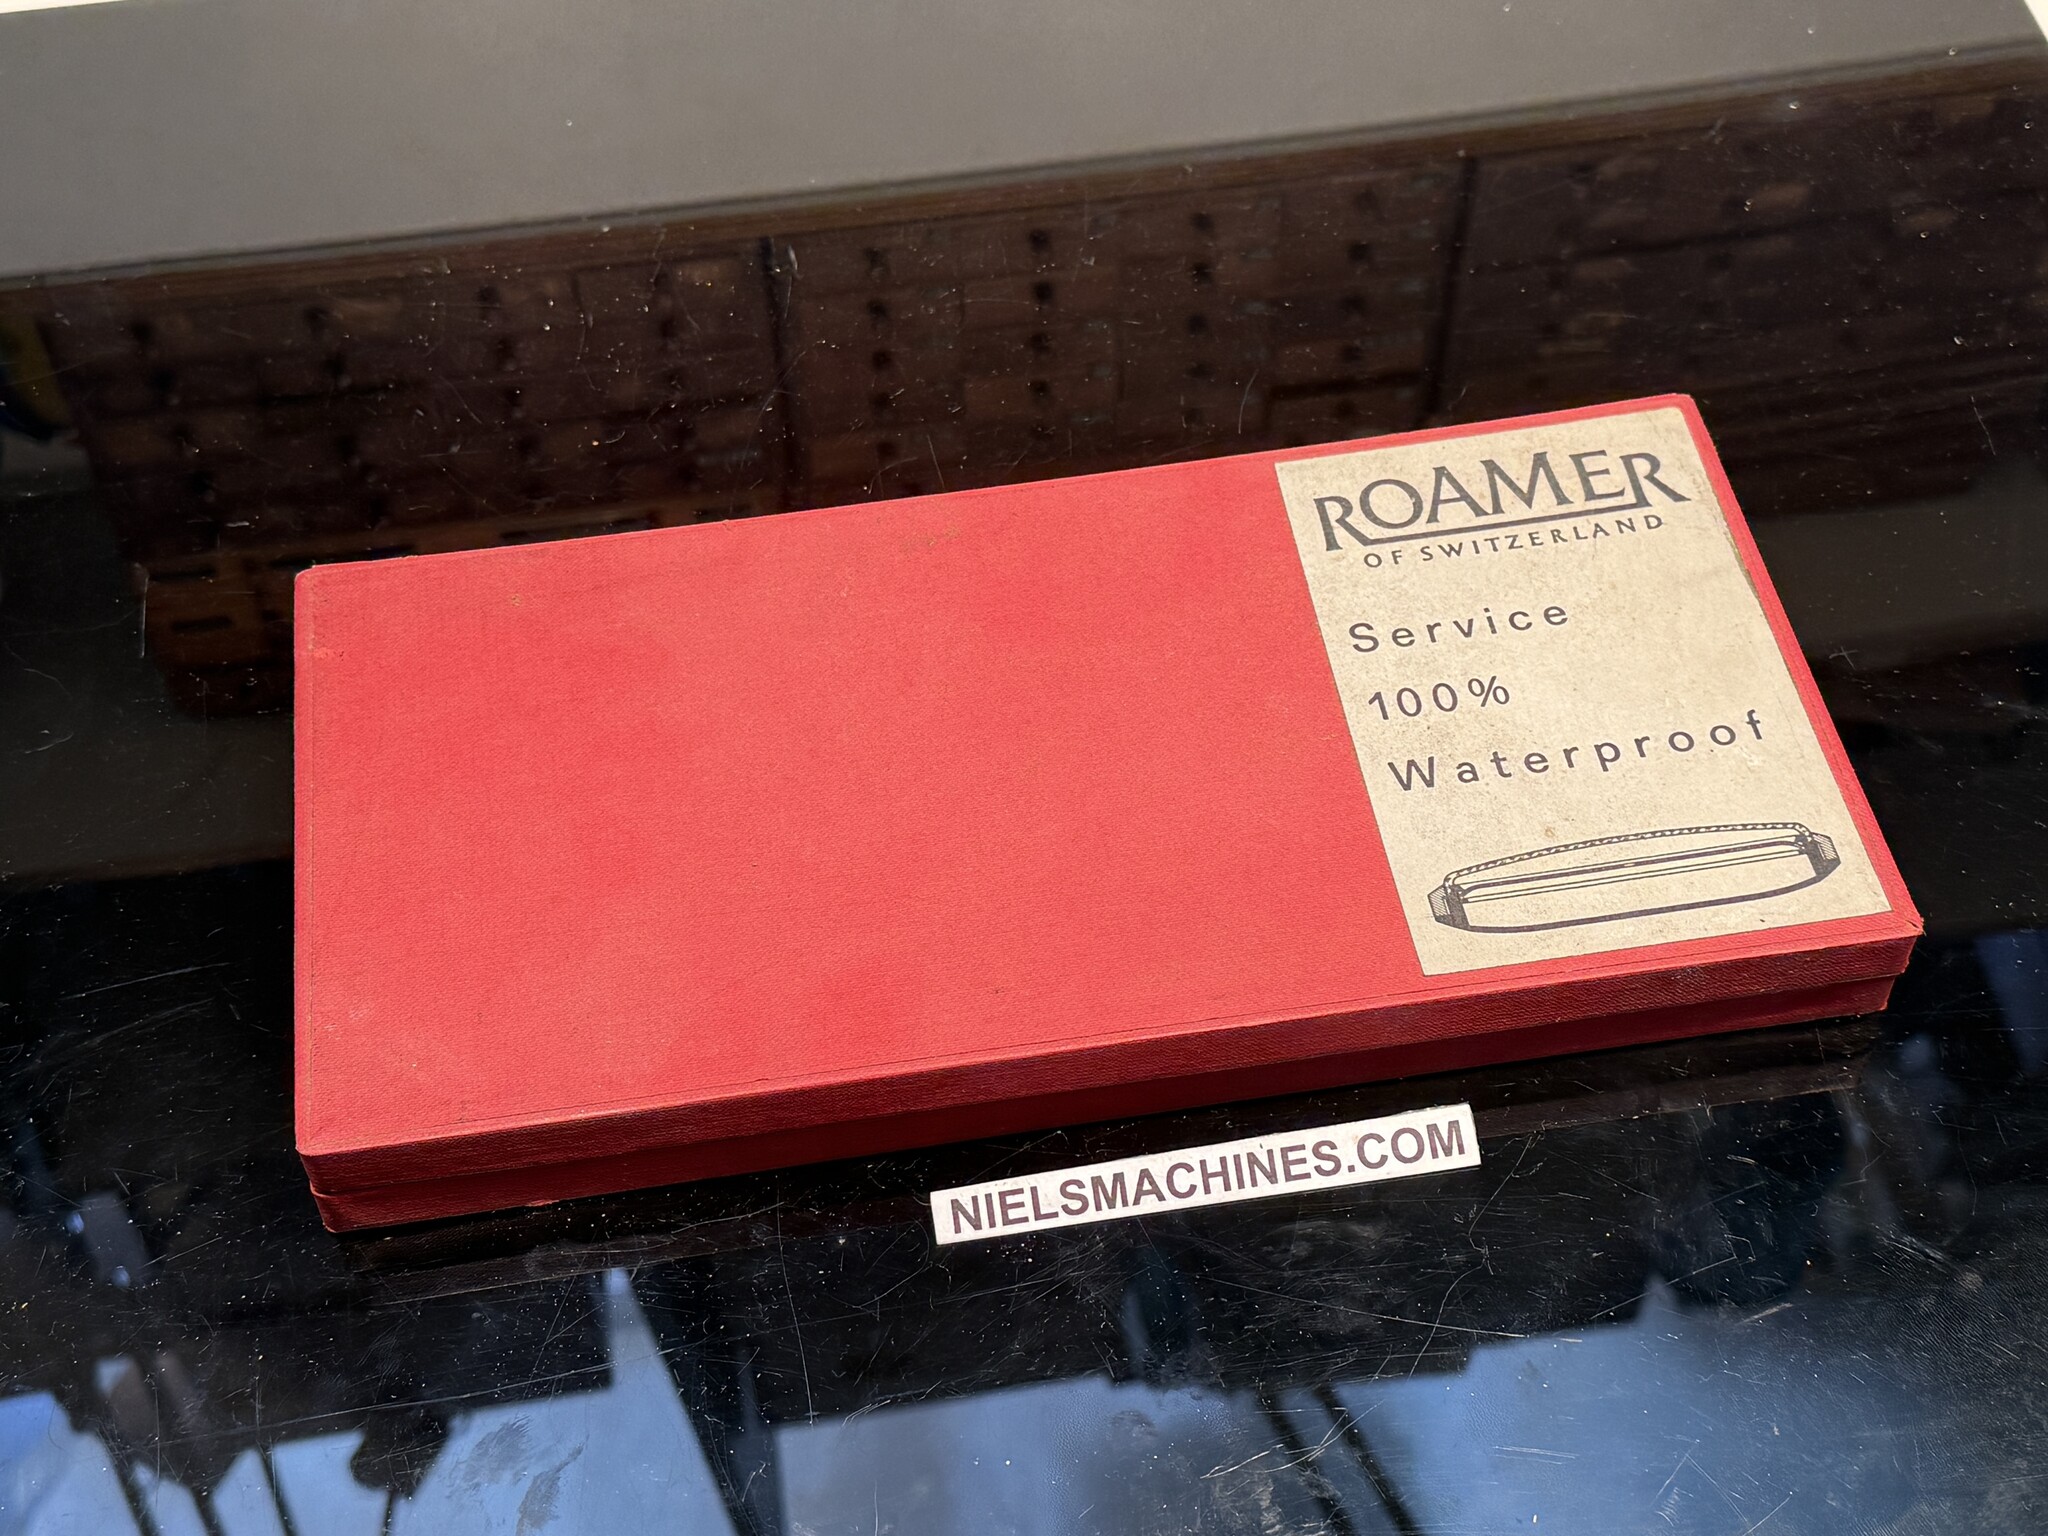 ROAMER
OF SWITZERLAND
Service
100%
Waterproof
NIELSMACHINES.COM